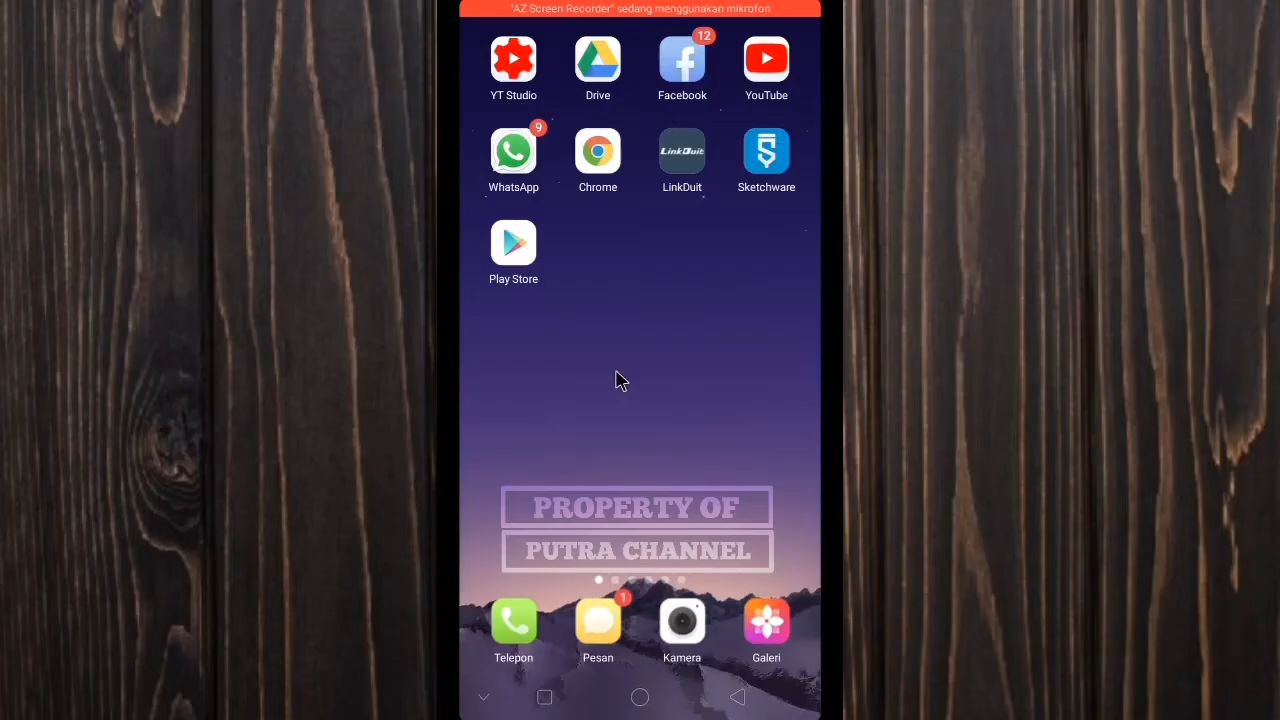 "AZ Screen Recorder" sedang menggunakan mikrofon
12
YT Studio Drive Facebook YouTube
9
LinkDuit
WhatsApp Chrome LinkDuit Sketchware
Play Store
PROPERTY OF
PUTRA CHANNEL
1
Telepon Pesan Kamera Galeri